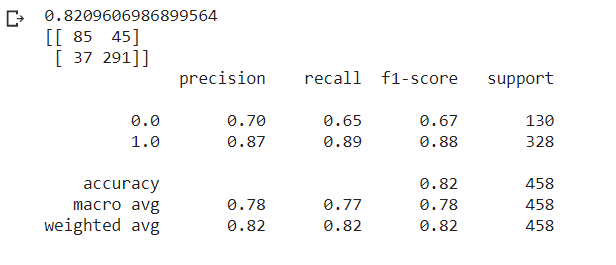 0.8209606986899564
[[ 85  45]
 [ 37 291]]
              precision    recall  f1-score   support

         0.0       0.70      0.65      0.67       130
         1.0       0.87      0.89      0.88       328

    accuracy                           0.82       458
   macro avg       0.78      0.77      0.78       458
weighted avg       0.82      0.82      0.82       458